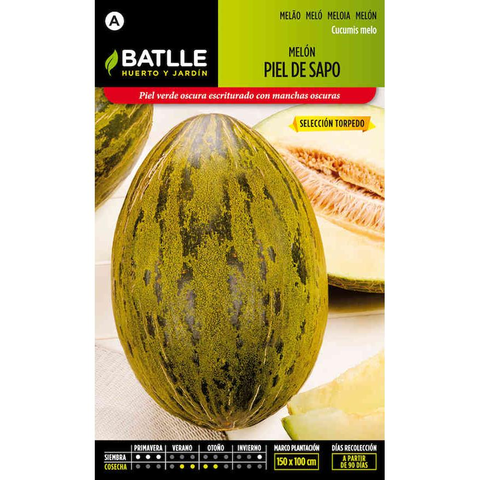 A
BATLLE
HUERTO Y JARDÍN
MELÃO MELÓ MELOIA MELÓN
Cucumis melo
MELÓN
PIEL DE SAPO
Piel verde oscura escriturado con manchas oscuras
SELECCIÓN TORPEDO
PRIMAVERA VERANO OTOÑO INVIERNO MARCO PLANTACIÓN DÍAS RECOLECCIÓN
SIEMBRA
COSECHA
150 x 100 cm
A PARTIR
DE 90 DÍAS